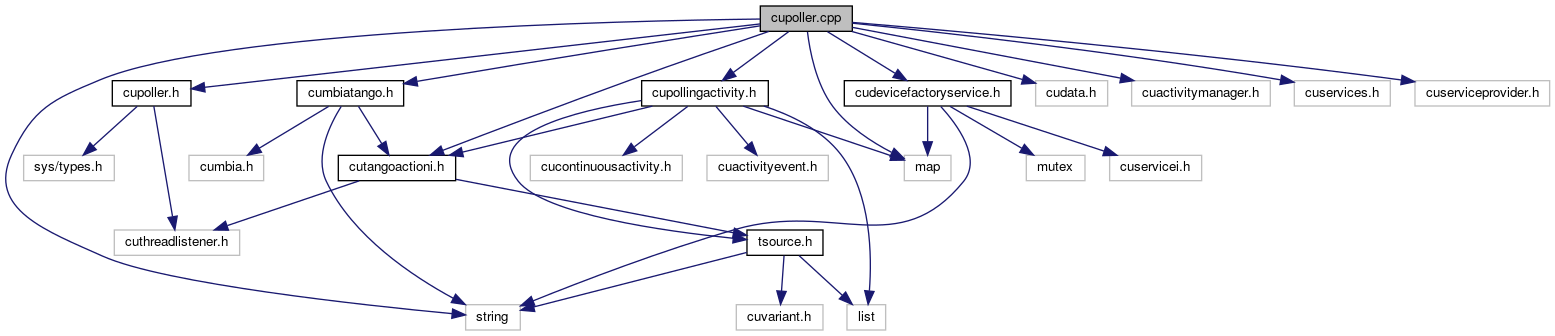 cupoller.cpp
cupoller.h
cumbiatango.h
cupollingactivity.h
cudevicefactoryservice.h
cudata.h
cuactivitymanager.h
cuservices.h
cuserviceprovider.h
sys/types.h
cumbia.h
cutangoactioni.h
cucontinuousactivity.h
cuactivityevent.h
map
mutex
cuservicei.h
cuthreadlistener.h
tsource.h
string
cuvariant.h
list